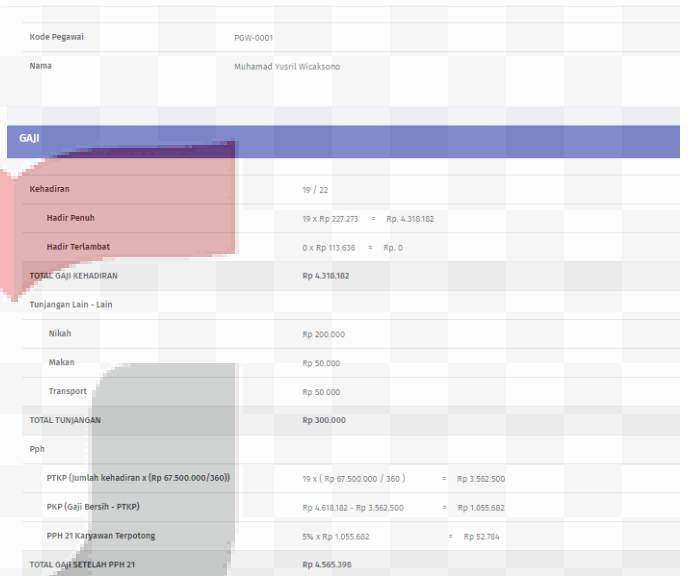 Kode Pegawai PGW-0001
Nama Muhamad Yusril Wicaksono
GAJI
Kehadiran 19 / 22
Hadir Penuh 19 x Rp 227.273 = Rp. 4.318.182
Hadir Terlambat 0 x Rp 113.636 = Rp. 0
TOTAL GAJI KEHADIRAN Rp 4.318.182
Tunjangan Lain - Lain
Nikah Rp 200.000
Makan Rp 50.000
Transport Rp 50.000
TOTAL TUNJANGAN Rp 300.000
Pph
PTKP (Jumlah kehadiran x (Rp 67.500.000/360)) 19 x ( Rp 67.500.000 / 360 ) = Rp 3.562.500
PKP (Gaji Bersih - PTKP) Rp 4.618.182 - Rp 3.562.500 = Rp 1.055.682
PPH 21 Karyawan Terpotong 5% x Rp 1.055.682 = Rp 52.784
TOTAL GAJI SETELAH PPH 21 Rp 4.565.398